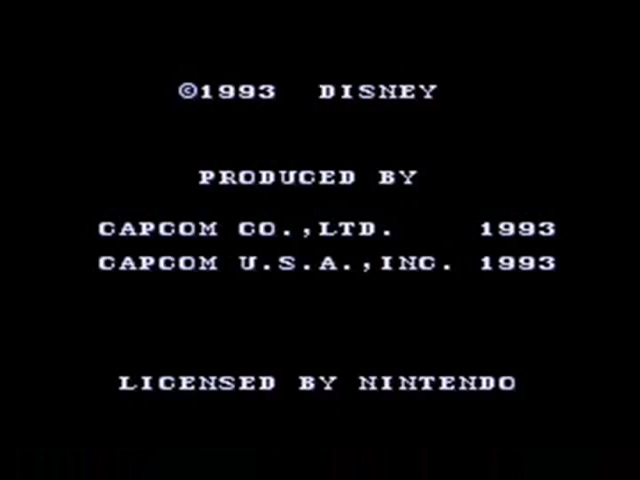 ©1993 DISNEY
PRODUCED BY
CAPCOM CO.,LTD. 1993
CAPCOM U.S.A.,INC. 1993
LICENSED BY NINTENDO